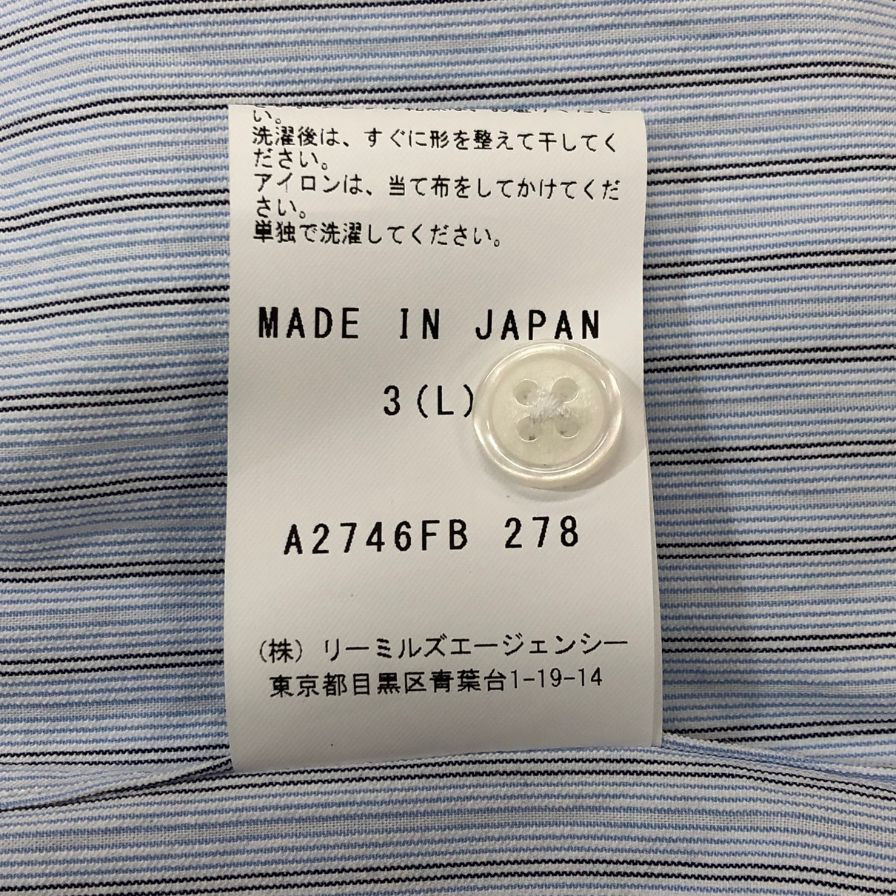 い。
洗濯後は、すぐに形を整えて干してく
ださい。
アイロンは、当て布をしてかけてくだ
さい。
単独で洗濯してください。
MADE IN JAPAN
3(L)
A2746FB 278
(株) リーミルズエージェンシー
東京都目黒区青葉台1-19-14